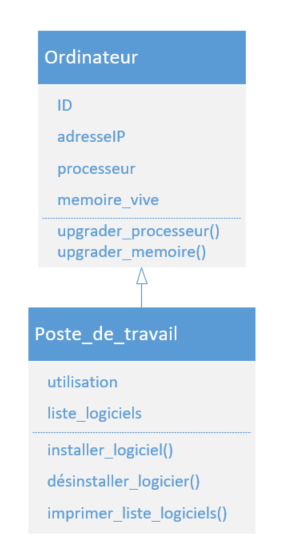 Ordinateur
ID
adresseIP
processeur
memoire_vive
upgrader_processeur()
upgrader_memoire()
Poste_de_travail
utilisation
liste_logiciels
installer_logiciel()
désinstaller_logicier()
imprimer_liste_logiciels()